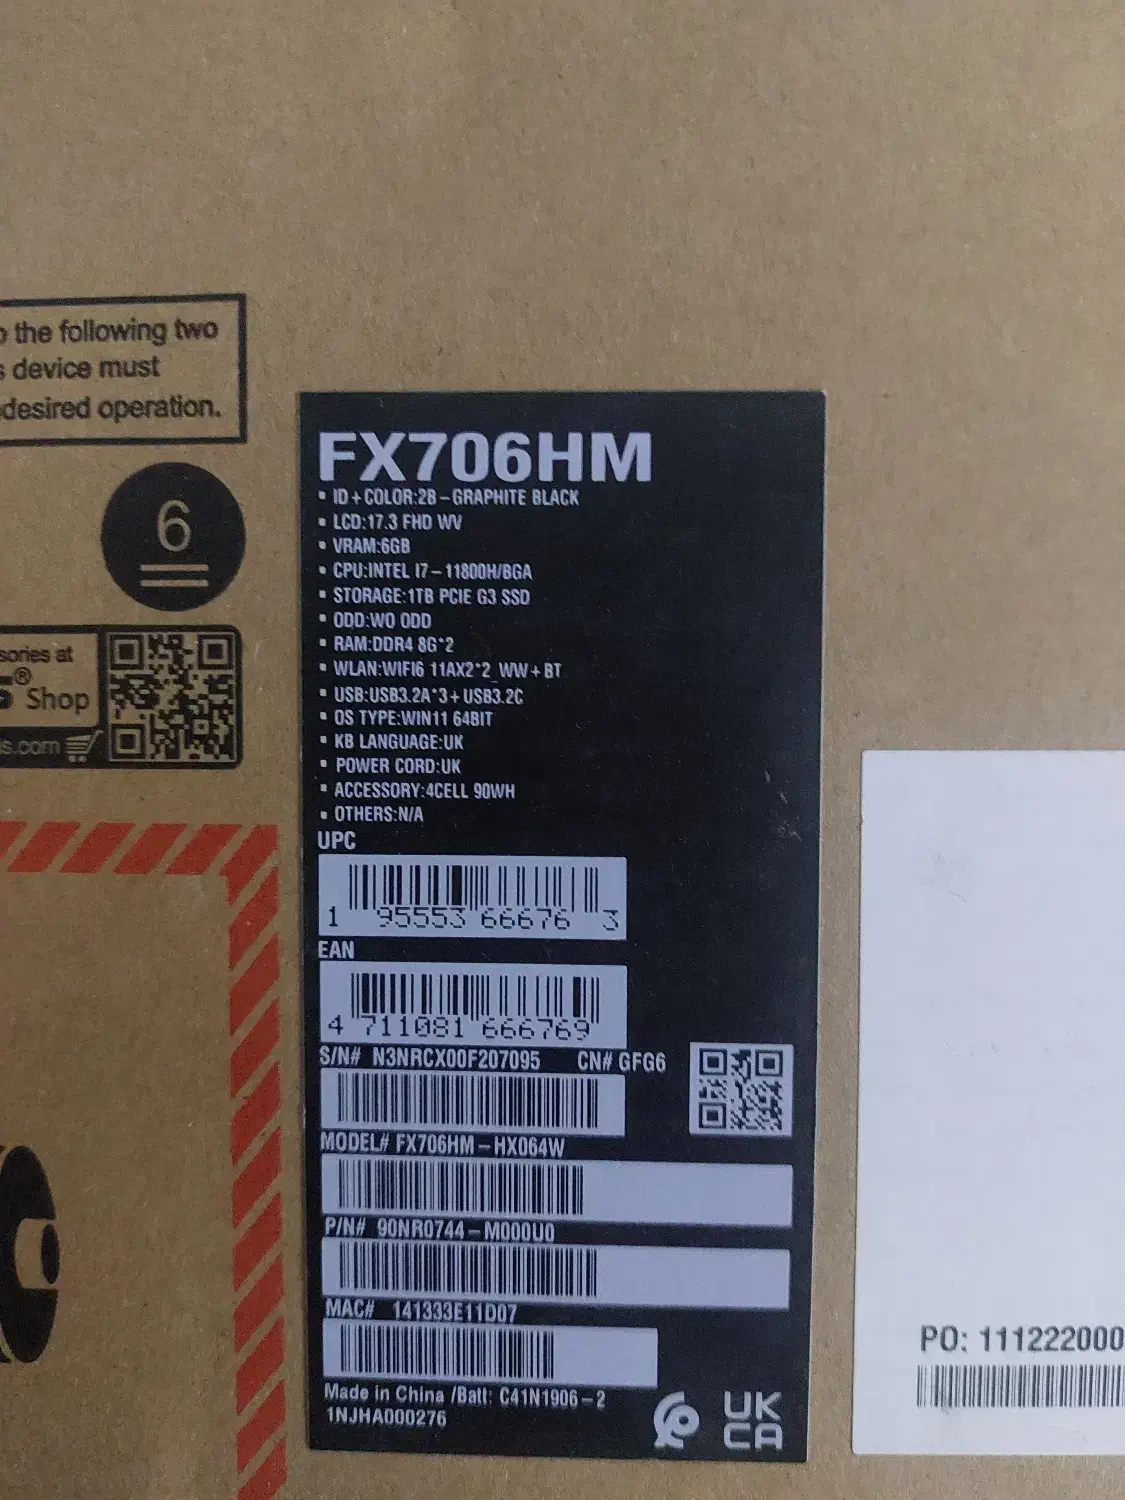 the following two
device must
desired operation.
6
at
® Shop
.com
FX706HM
▪ ID+COLOR:2B-GRAPHITE BLACK
▪ LCD:17.3 FHD WV
▪ VRAM:6GB
▪ CPU:INTEL I7-11800H/BGA
▪ STORAGE:1TB PCIE G3 SSD
▪ ODD:WO ODD
▪ RAM:DDR4 8G*2
▪ WLAN:WIFI6 11AX2*2_WW+BT
▪ USB:USB3.2A*3+USB3.2C
▪ OS TYPE:WIN11 64BIT
▪ KB LANGUAGE:UK
▪ POWER CORD:UK
▪ ACCESSORY:4CELL 90WH
▪ OTHERS:N/A
UPC
1 95553 66676 3
EAN
4 711081 666769
S/N# N3NRCX00F207095 CN# GFG6
MODEL# FX706HM-HX064W
P/N# 90NR0744-M000U0
MAC# 141333E11D07
Made in China /Batt: C41N1906-2
1NJHA000276
UK
CA
PO: 111222000